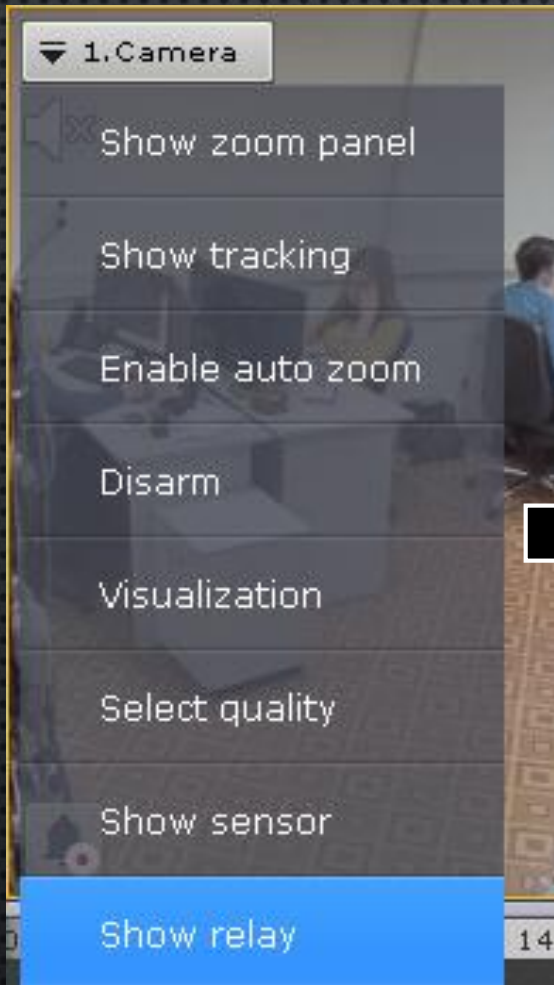 1.Camera
Show zoom panel
Show tracking
Enable auto zoom
Disarm
Visualization
Select quality
Show sensor
Show relay
14